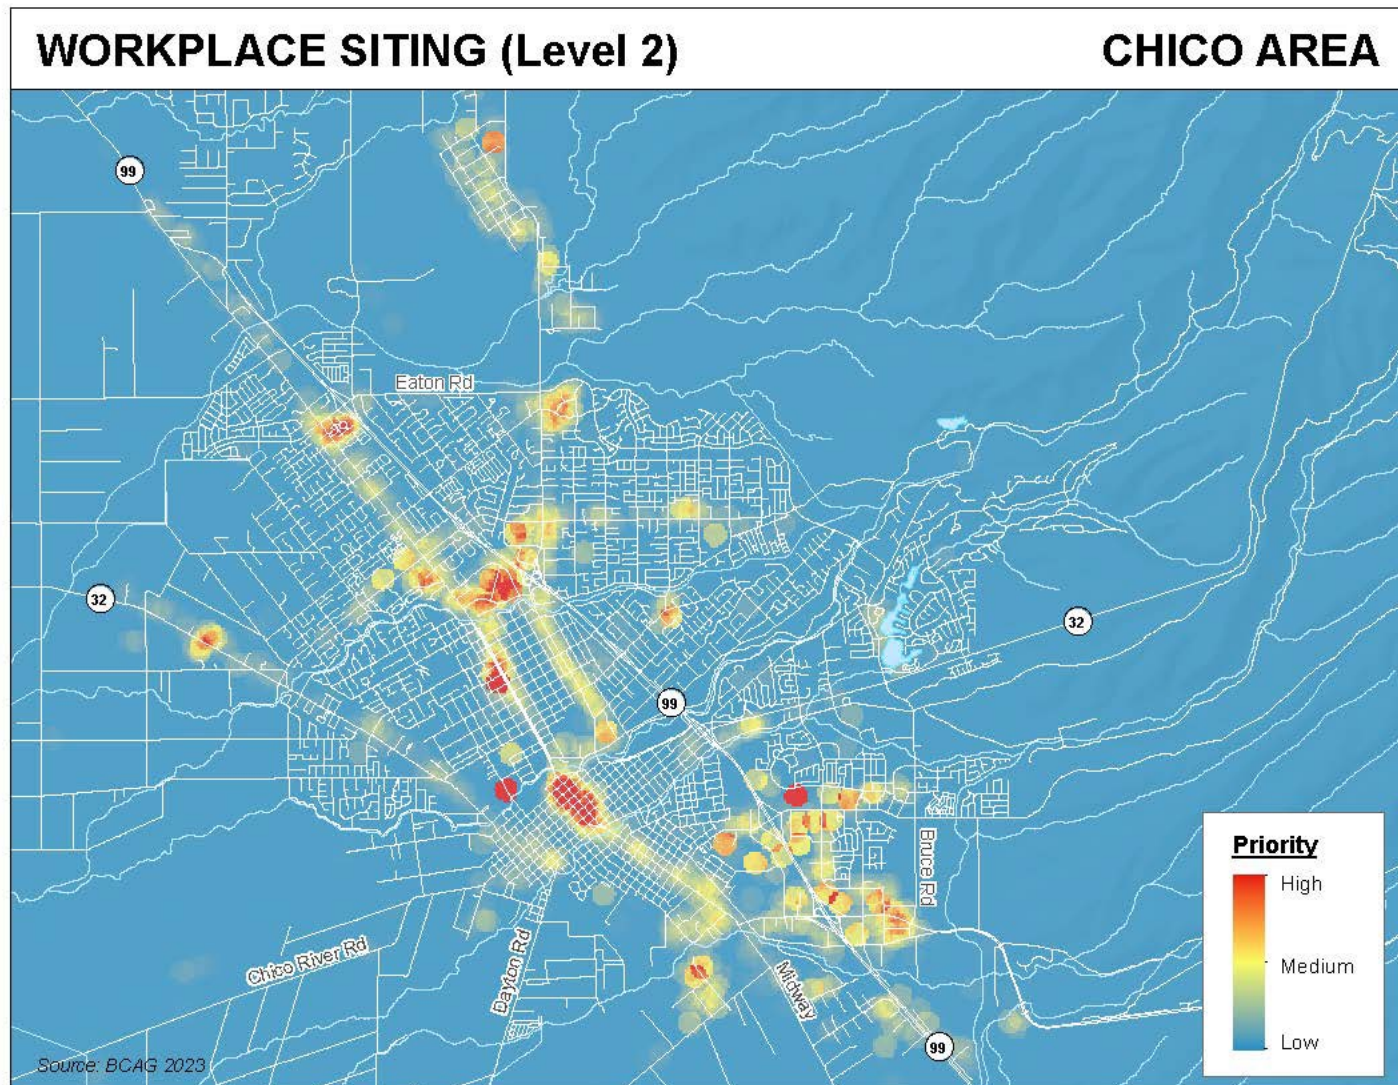 WORKPLACE SITING (Level 2)
CHICO AREA
99
Eaton Rd
32
32
99
Bruce Rd
Priority
High
Medium
Low
Chico River Rd
Dayton Rd
Midway
99
Source: BCAG 2023